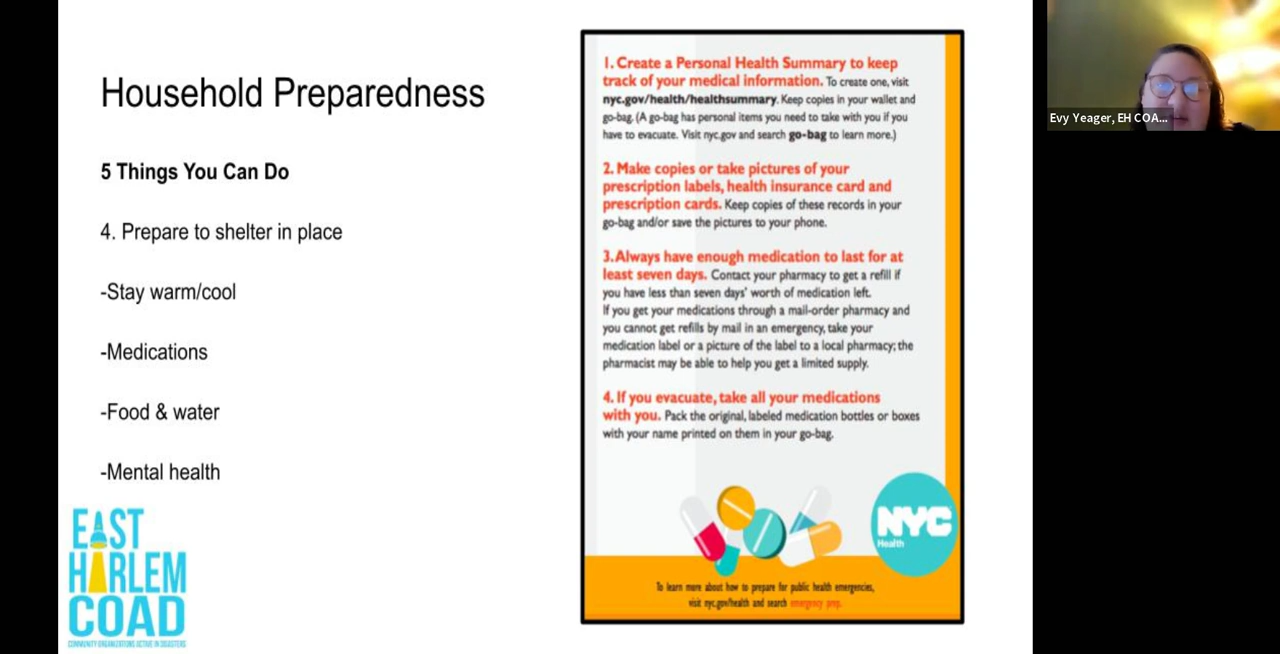 Household Preparedness
5 Things You Can Do
4. Prepare to shelter in place
-Stay warm/cool
-Medications
-Food & water
-Mental health
EAST
HARLEM
COAD
COMMUNITY ORGANIZATIONS ACTIVE IN DISASTERS
1. Create a Personal Health Summary to keep
track of your medical information. To create one, visit
nyc.gov/health/healthsummary. Keep copies in your wallet and
go-bag. (A go-bag has personal items you need to take with you if you
have to evacuate. Visit nyc.gov and search go-bag to learn more.)
2. Make copies or take pictures of your
prescription labels, health insurance card and
prescription cards. Keep copies of these records in your
go-bag and/or save the pictures to your phone.
3.Always have enough medication to last for at
least seven days. Contact your pharmacy to get a refill if
you have less than seven days' worth of medication left.
If you get your medications through a mail-order pharmacy and
you cannot get refills by mail in an emergency, take your
medication label or a picture of the label to a local pharmacy; the
pharmacist may be able to help you get a limited supply.
4. If you evacuate, take all your medications
with you. Pack the original, labeled medication bottles or boxes
with your name printed on them in your go-bag.
NYC
Health
To learn more about how to prepare for public health emergencies,
visit nyc.gov/health and search emergency prep.
Evy Yeager, EH COA...